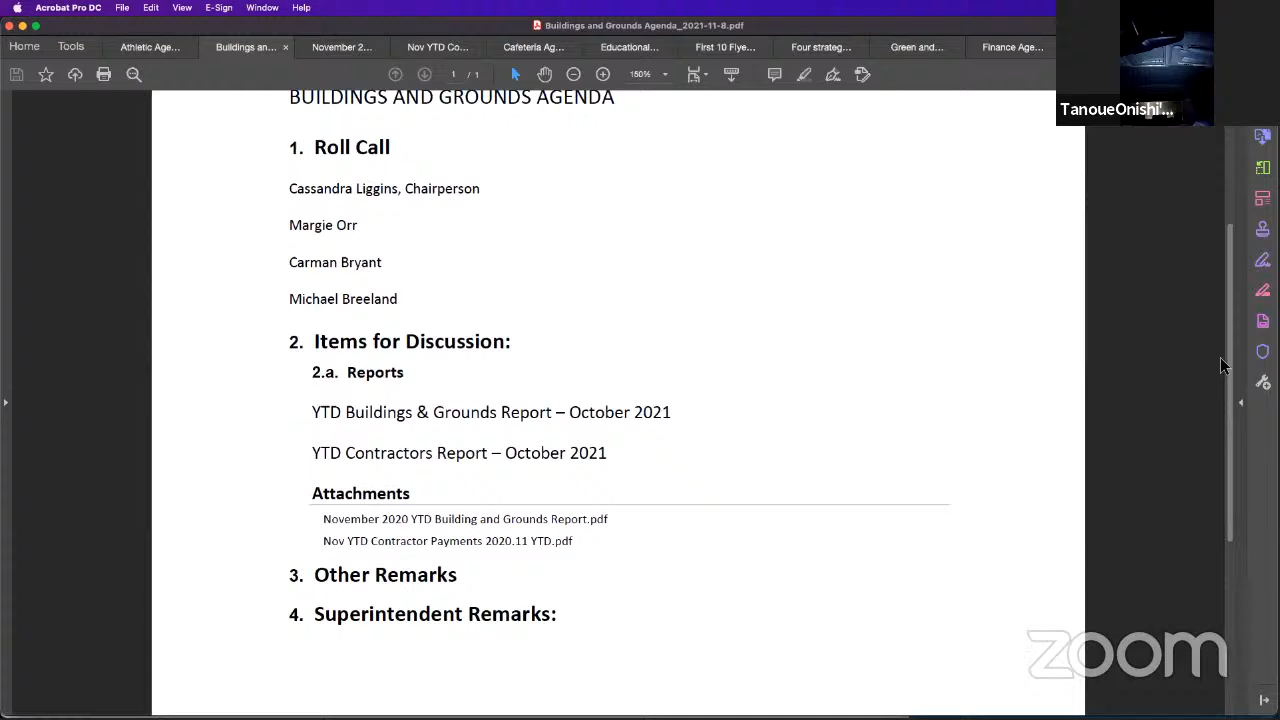 Acrobat Pro DC File Edit View E-Sign Window Help
Buildings and Grounds Agenda_2021-11-8.pdf
Home Tools Athletic Age... Buildings an... × November 2... Nov YTD Co... Cafeteria Ag... Educational... First 10 Flye... Four strateg... Green and... Finance Age...
1 / 1 150%
TanoueOnishi'...
BUILDINGS AND GROUNDS AGENDA
1. Roll Call
Cassandra Liggins, Chairperson
Margie Orr
Carman Bryant
Michael Breeland
2. Items for Discussion:
2.a. Reports
YTD Buildings & Grounds Report – October 2021
YTD Contractors Report – October 2021
Attachments
November 2020 YTD Building and Grounds Report.pdf
Nov YTD Contractor Payments 2020.11 YTD.pdf
3. Other Remarks
4. Superintendent Remarks:
zoom